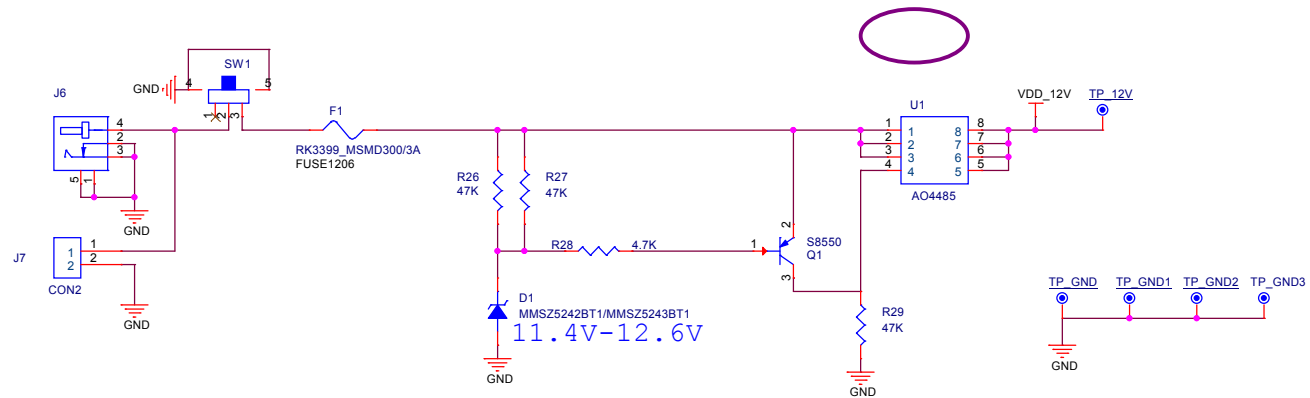 SW1
4
5
GND
J6
1
2
3
F1
RK3399_MSMD300/3A
FUSE1206
4
2
3
5
1
GND
J7
1
2
1
2
CON2
GND
R26
47K
R27
47K
R28
4.7K
D1
MMSZ5242BT1/MMSZ5243BT1
11.4V-12.6V
GND
1
2
3
S8550
Q1
R29
47K
GND
U1
1
2
3
4
1
2
3
4
8
7
6
5
8
7
6
5
AO4485
VDD_12V
TP_12V
TP_GND
TP_GND1
TP_GND2
TP_GND3
GND